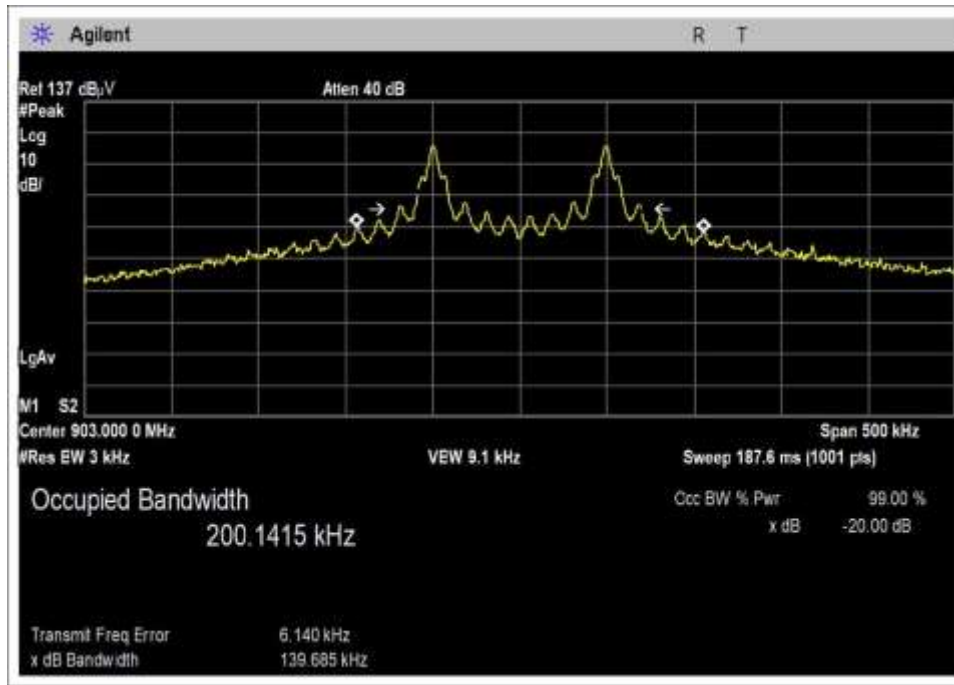 Agilent R T
Ref 137 dBµV Atten 40 dB
#Peak
Log
10
dB/
LgAv
M1 S2
Center 903.000 0 MHz Span 500 kHz
#Res BW 3 kHz VBW 9.1 kHz Sweep 187.6 ms (1001 pts)
Occupied Bandwidth Occ BW % Pwr 99.00 %
200.1415 kHz x dB -20.00 dB
Transmit Freq Error 6.140 kHz
x dB Bandwidth 139.685 kHz